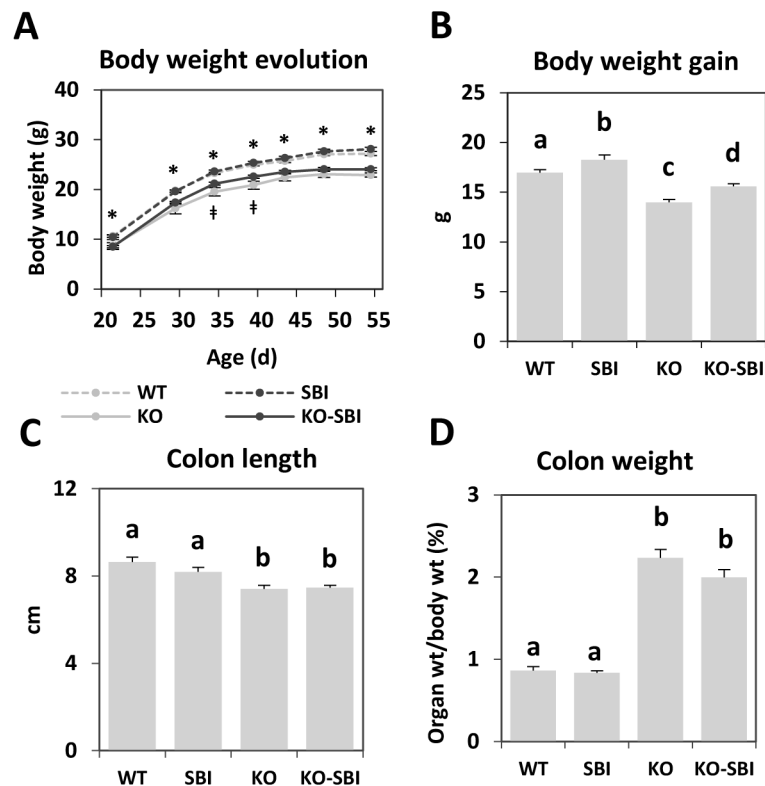 A
Body weight evolution
Body weight (g)
40
30
20
10
0
* * * * * * *
ǂ ǂ
20 25 30 35 40 45 50 55
Age (d)
WT SBI
KO KO-SBI
B
Body weight gain
g
25
20
15
10
5
0
a b c d
WT SBI KO KO-SBI
C
Colon length
cm
12
8
4
0
a a b b
WT SBI KO KO-SBI
D
Colon weight
Organ wt/body wt (%)
3
2
1
0
a a b b
WT SBI KO KO-SBI